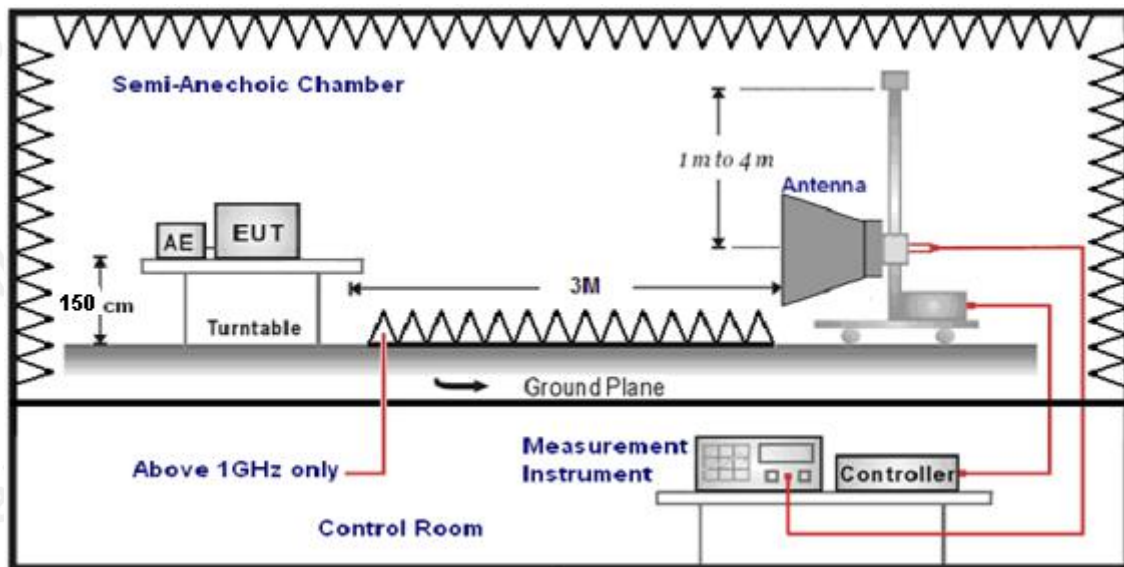 Semi-Anechoic Chamber
1 m to 4 m
Antenna
AE
EUT
150 cm
3M
Turntable
Ground Plane
Above 1GHz only
Measurement
Instrument
Controller
Control Room